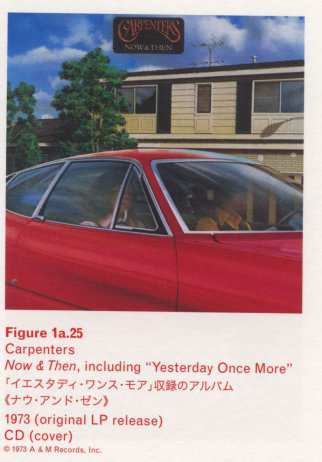 CARPENTERS
NOW & THEN
Figure 1a.25
Carpenters
Now & Then, including “Yesterday Once More”
「イエスタディ・ワンス・モア」収録のアルバム
《ナウ・アンド・ゼン》
1973 (original LP release)
CD (cover)
© 1973 A & M Records, Inc.